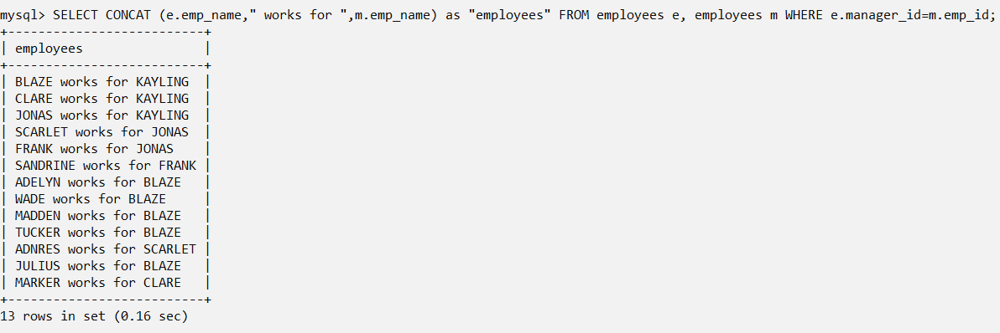 mysql> SELECT CONCAT (e.emp_name," works for ",m.emp_name) as "employees" FROM employees e, employees m WHERE e.manager_id=m.emp_id;
+--------------------------+
| employees                |
+--------------------------+
| BLAZE works for KAYLING  |
| CLARE works for KAYLING  |
| JONAS works for KAYLING  |
| SCARLET works for JONAS  |
| FRANK works for JONAS    |
| SANDRINE works for FRANK |
| ADELYN works for BLAZE   |
| WADE works for BLAZE     |
| MADDEN works for BLAZE   |
| TUCKER works for BLAZE   |
| ADNRES works for SCARLET |
| JULIUS works for BLAZE   |
| MARKER works for CLARE   |
+--------------------------+
13 rows in set (0.16 sec)